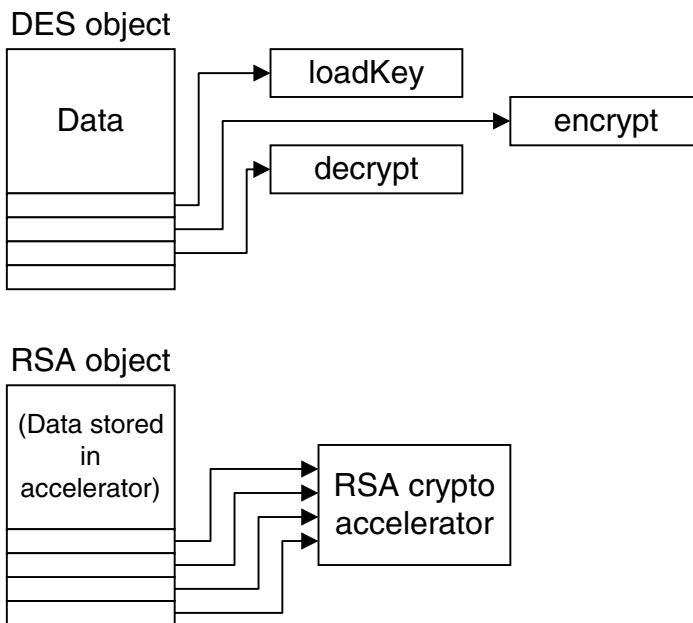 DES object
loadKey
Data
encrypt
decrypt
RSA object
(Data stored
in
accelerator)
RSA crypto
accelerator